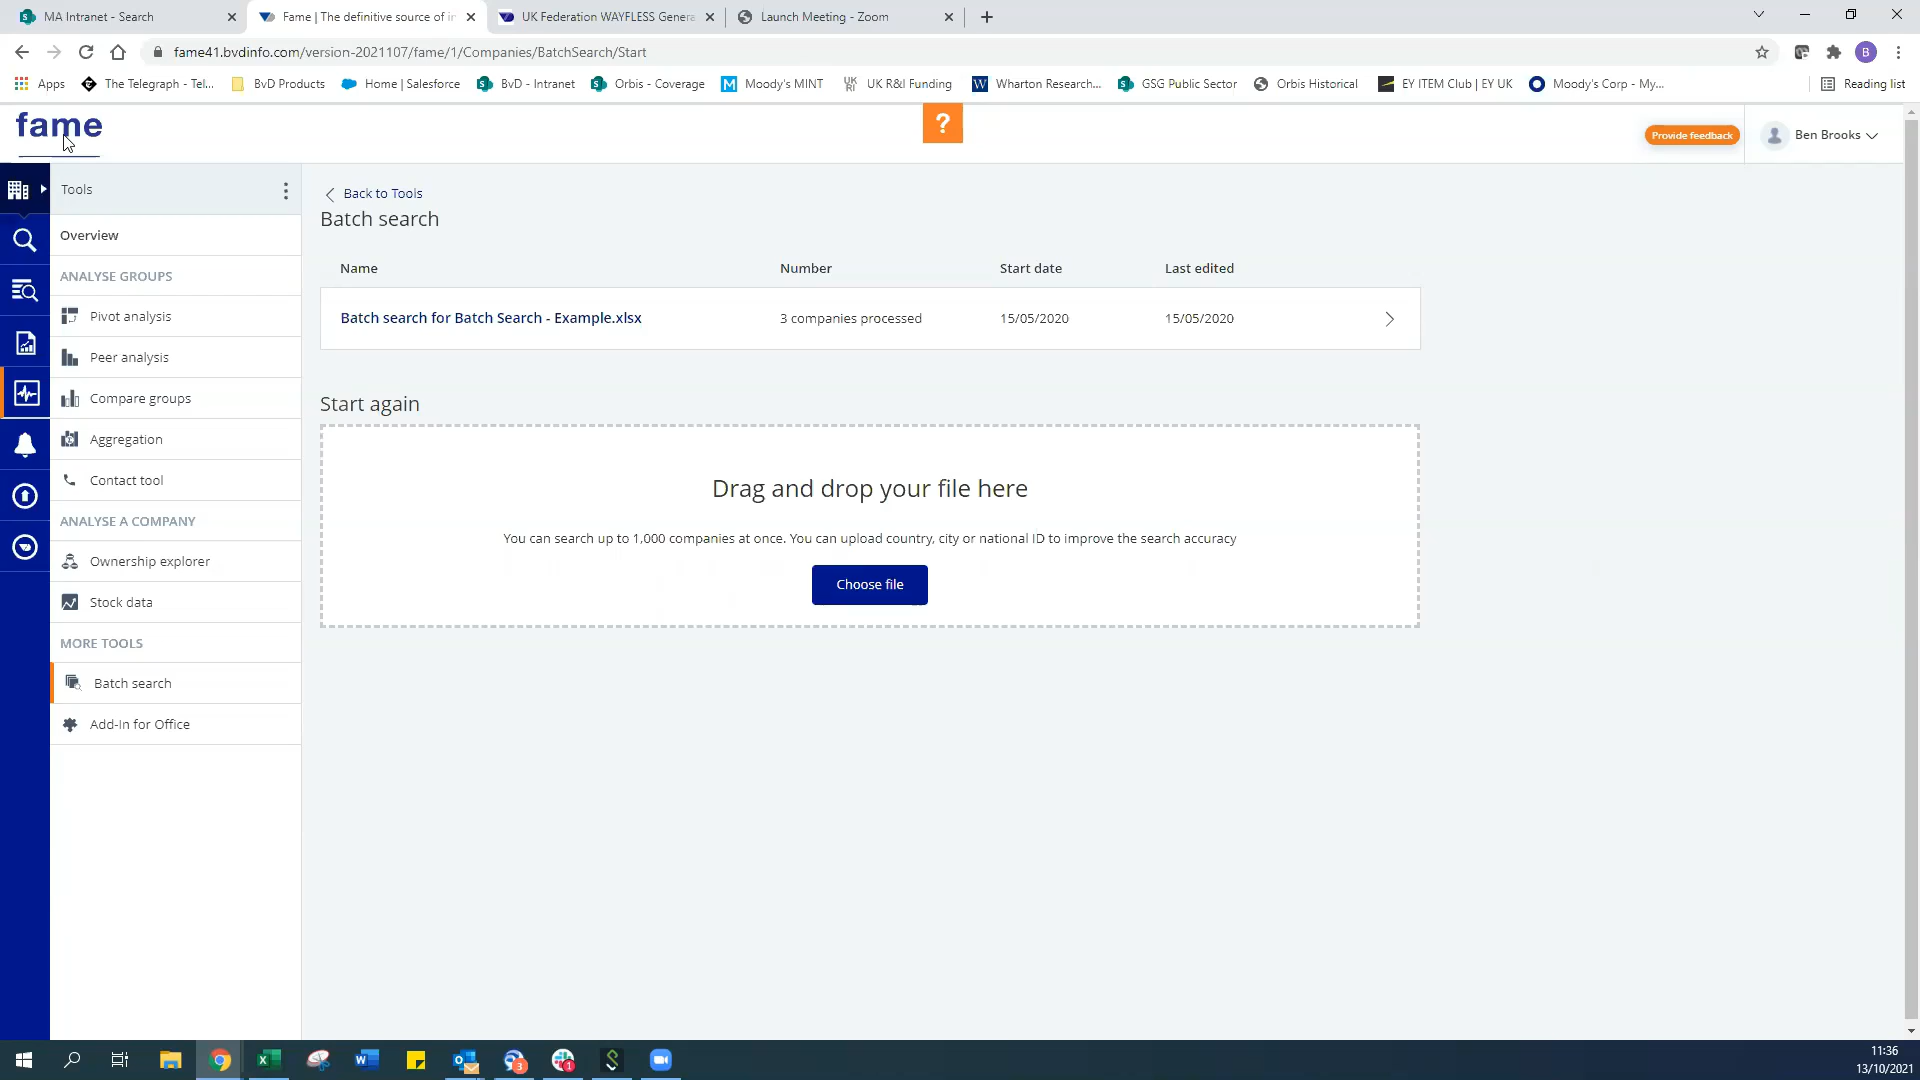 MA Intranet - Search
Fame | The definitive source of in
UK Federation WAYFLESS Genera
Launch Meeting - Zoom
fame41.bvdinfo.com/version-2021107/fame/1/Companies/BatchSearch/Start
B
Apps
The Telegraph - Tel...
BvD Products
Home | Salesforce
BvD - Intranet
Orbis - Coverage
Moody's MINT
UK R&I Funding
Wharton Research...
GSG Public Sector
Orbis Historical
EY ITEM Club | EY UK
Moody's Corp - My...
Reading list
fame
?
Provide feedback
Ben Brooks
Tools
Overview
ANALYSE GROUPS
Pivot analysis
Peer analysis
Compare groups
Aggregation
Contact tool
ANALYSE A COMPANY
Ownership explorer
Stock data
MORE TOOLS
Batch search
Add-In for Office
Back to Tools
Batch search
Name Number Start date Last edited
Batch search for Batch Search - Example.xlsx 3 companies processed 15/05/2020 15/05/2020
Start again
Drag and drop your file here
You can search up to 1,000 companies at once. You can upload country, city or national ID to improve the search accuracy
Choose file
11:36
13/10/2021